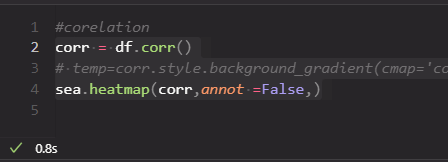 1 #corelation
2 corr = df.corr()
3 # temp=corr.style.background_gradient(cmap='co
4 sea.heatmap(corr,annot =False,)
5
0.8s